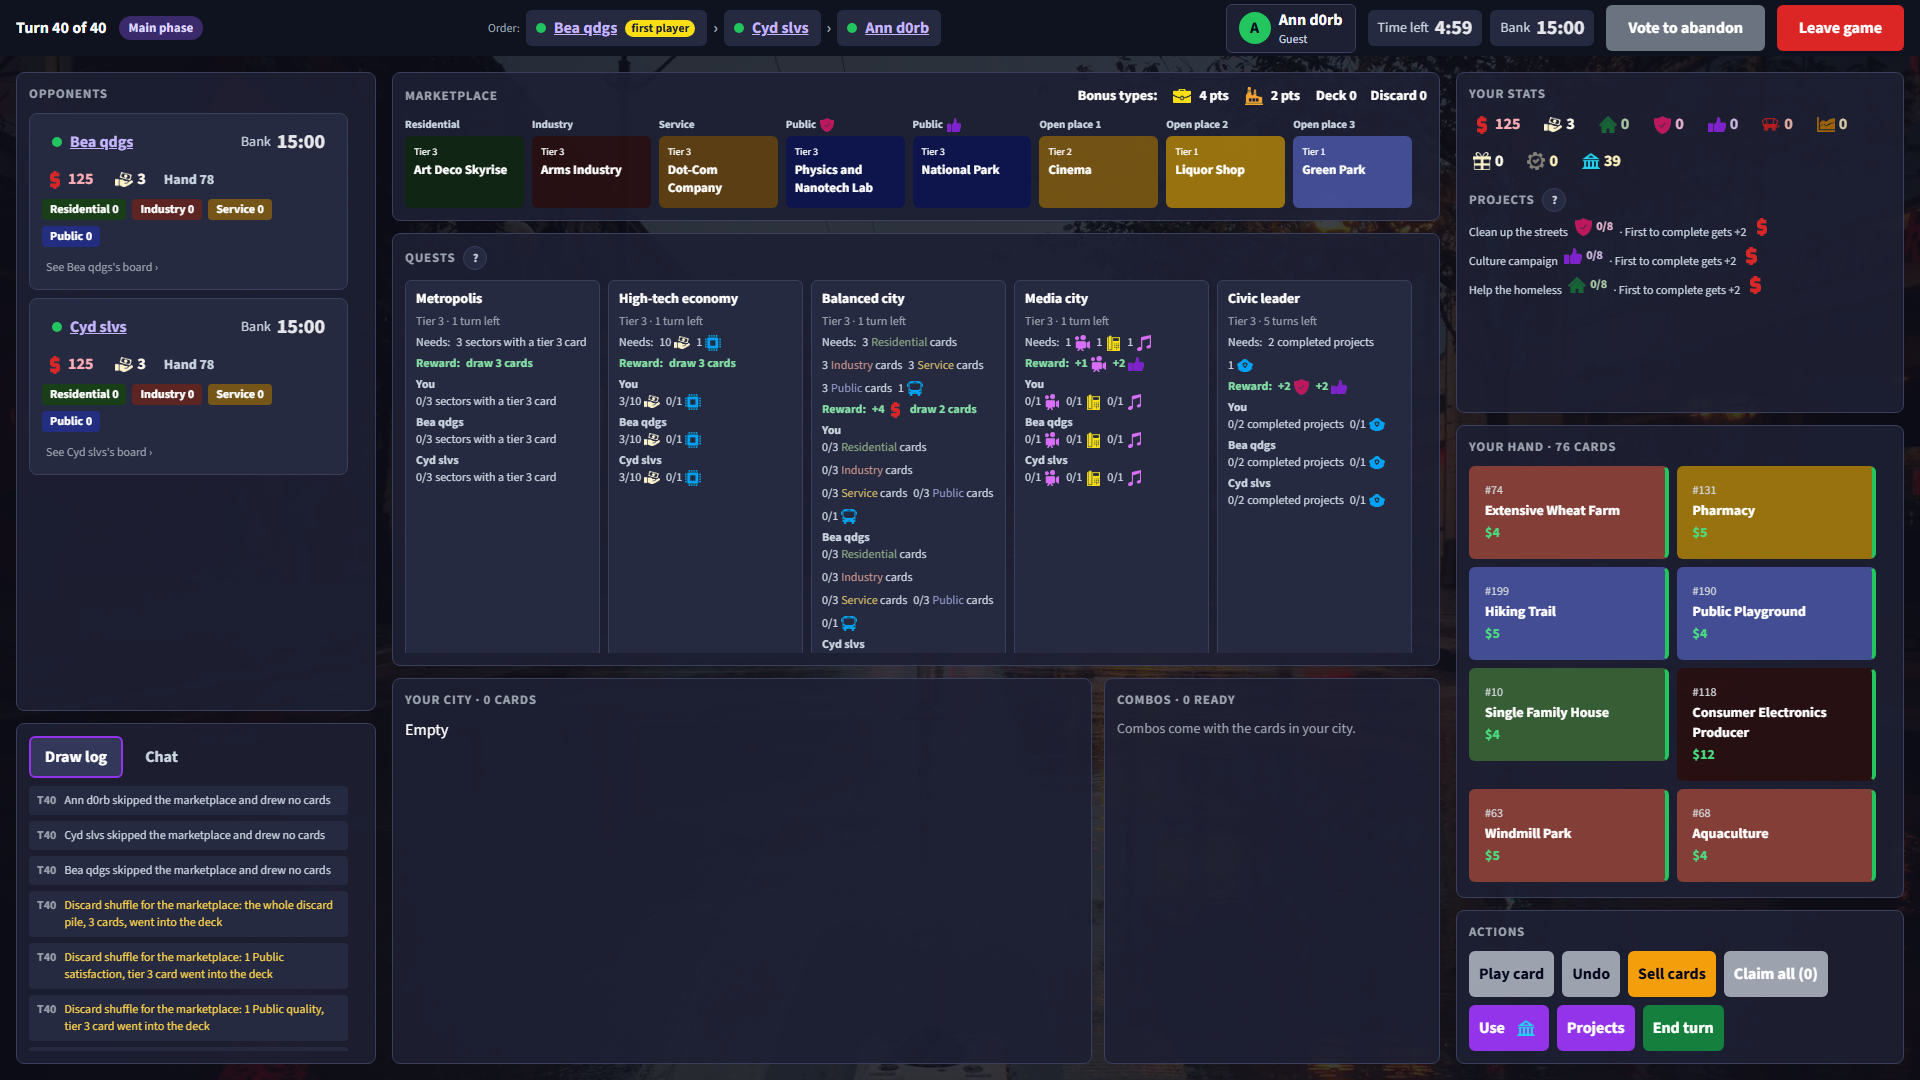 Turn 40 of 40 Main phase
Order: Bea qdgs first player › Cyd slvs › Ann d0rb
A Ann d0rb
Guest
Time left 4:59
Bank 15:00
Vote to abandon
Leave game
OPPONENTS
Bea qdgs Bank 15:00
125 3 Hand 78
Residential 0 Industry 0 Service 0
Public 0
See Bea qdgs's board ›
Cyd slvs Bank 15:00
125 3 Hand 78
Residential 0 Industry 0 Service 0
Public 0
See Cyd slvs's board ›
Draw log Chat
T40 Ann d0rb skipped the marketplace and drew no cards
T40 Cyd slvs skipped the marketplace and drew no cards
T40 Bea qdgs skipped the marketplace and drew no cards
T40 Discard shuffle for the marketplace: the whole discard
pile, 3 cards, went into the deck
T40 Discard shuffle for the marketplace: 1 Public
satisfaction, tier 3 card went into the deck
T40 Discard shuffle for the marketplace: 1 Public quality,
tier 3 card went into the deck
MARKETPLACE
Bonus types: 4 pts 2 pts Deck 0 Discard 0
Residential
Tier 3
Art Deco Skyrise
Industry
Tier 3
Arms Industry
Service
Tier 3
Dot-Com
Company
Public
Tier 3
Physics and
Nanotech Lab
Public
Tier 3
National Park
Open place 1
Tier 2
Cinema
Open place 2
Tier 1
Liquor Shop
Open place 3
Tier 1
Green Park
QUESTS ?
Metropolis
Tier 3 · 1 turn left
Needs: 3 sectors with a tier 3 card
Reward: draw 3 cards
You
0/3 sectors with a tier 3 card
Bea qdgs
0/3 sectors with a tier 3 card
Cyd slvs
0/3 sectors with a tier 3 card
High-tech economy
Tier 3 · 1 turn left
Needs: 10 1
Reward: draw 3 cards
You
3/10 0/1
Bea qdgs
3/10 0/1
Cyd slvs
3/10 0/1
Balanced city
Tier 3 · 1 turn left
Needs: 3 Residential cards
3 Industry cards 3 Service cards
3 Public cards 1
Reward: +4 draw 2 cards
You
0/3 Residential cards
0/3 Industry cards
0/3 Service cards 0/3 Public cards
0/1
Bea qdgs
0/3 Residential cards
0/3 Industry cards
0/3 Service cards 0/3 Public cards
0/1
Cyd slvs
Media city
Tier 3 · 1 turn left
Needs: 1 1 1
Reward: +1 +2
You
0/1 0/1 0/1
Bea qdgs
0/1 0/1 0/1
Cyd slvs
0/1 0/1 0/1
Civic leader
Tier 3 · 5 turns left
Needs: 2 completed projects
1
Reward: +2 +2
You
0/2 completed projects 0/1
Bea qdgs
0/2 completed projects 0/1
Cyd slvs
0/2 completed projects 0/1
YOUR CITY · 0 CARDS
Empty
COMBOS · 0 READY
Combos come with the cards in your city.
YOUR STATS
125 3 0 0 0 0 0
0 0 39
PROJECTS ?
Clean up the streets 0/8 · First to complete gets +2
Culture campaign 0/8 · First to complete gets +2
Help the homeless 0/8 · First to complete gets +2
YOUR HAND · 76 CARDS
#74
Extensive Wheat Farm
$4
#131
Pharmacy
$5
#199
Hiking Trail
$5
#190
Public Playground
$4
#10
Single Family House
$4
#118
Consumer Electronics
Producer
$12
#63
Windmill Park
$5
#68
Aquaculture
$4
ACTIONS
Play card Undo Sell cards Claim all (0)
Use Projects End turn